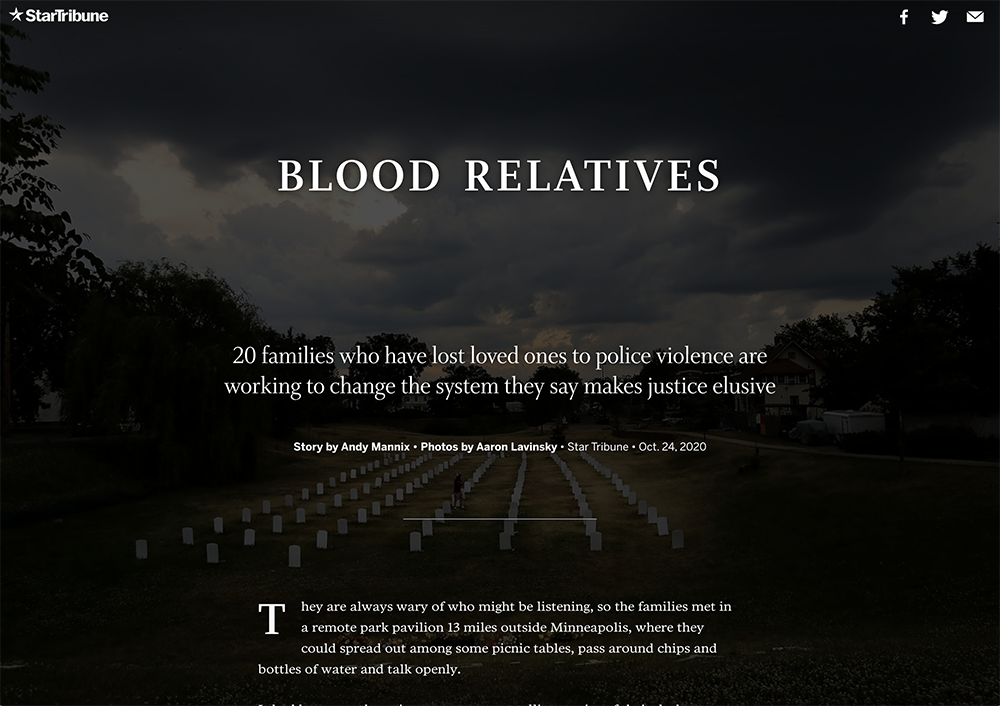 StarTribune
BLOOD RELATIVES
20 families who have lost loved ones to police violence are
working to change the system they say makes justice elusive
Story by Andy Mannix • Photos by Aaron Lavinsky • Star Tribune • Oct. 24, 2020
They are always wary of who might be listening, so the families met in
a remote park pavilion 13 miles outside Minneapolis, where they
could spread out among some picnic tables, pass around chips and
bottles of water and talk openly.